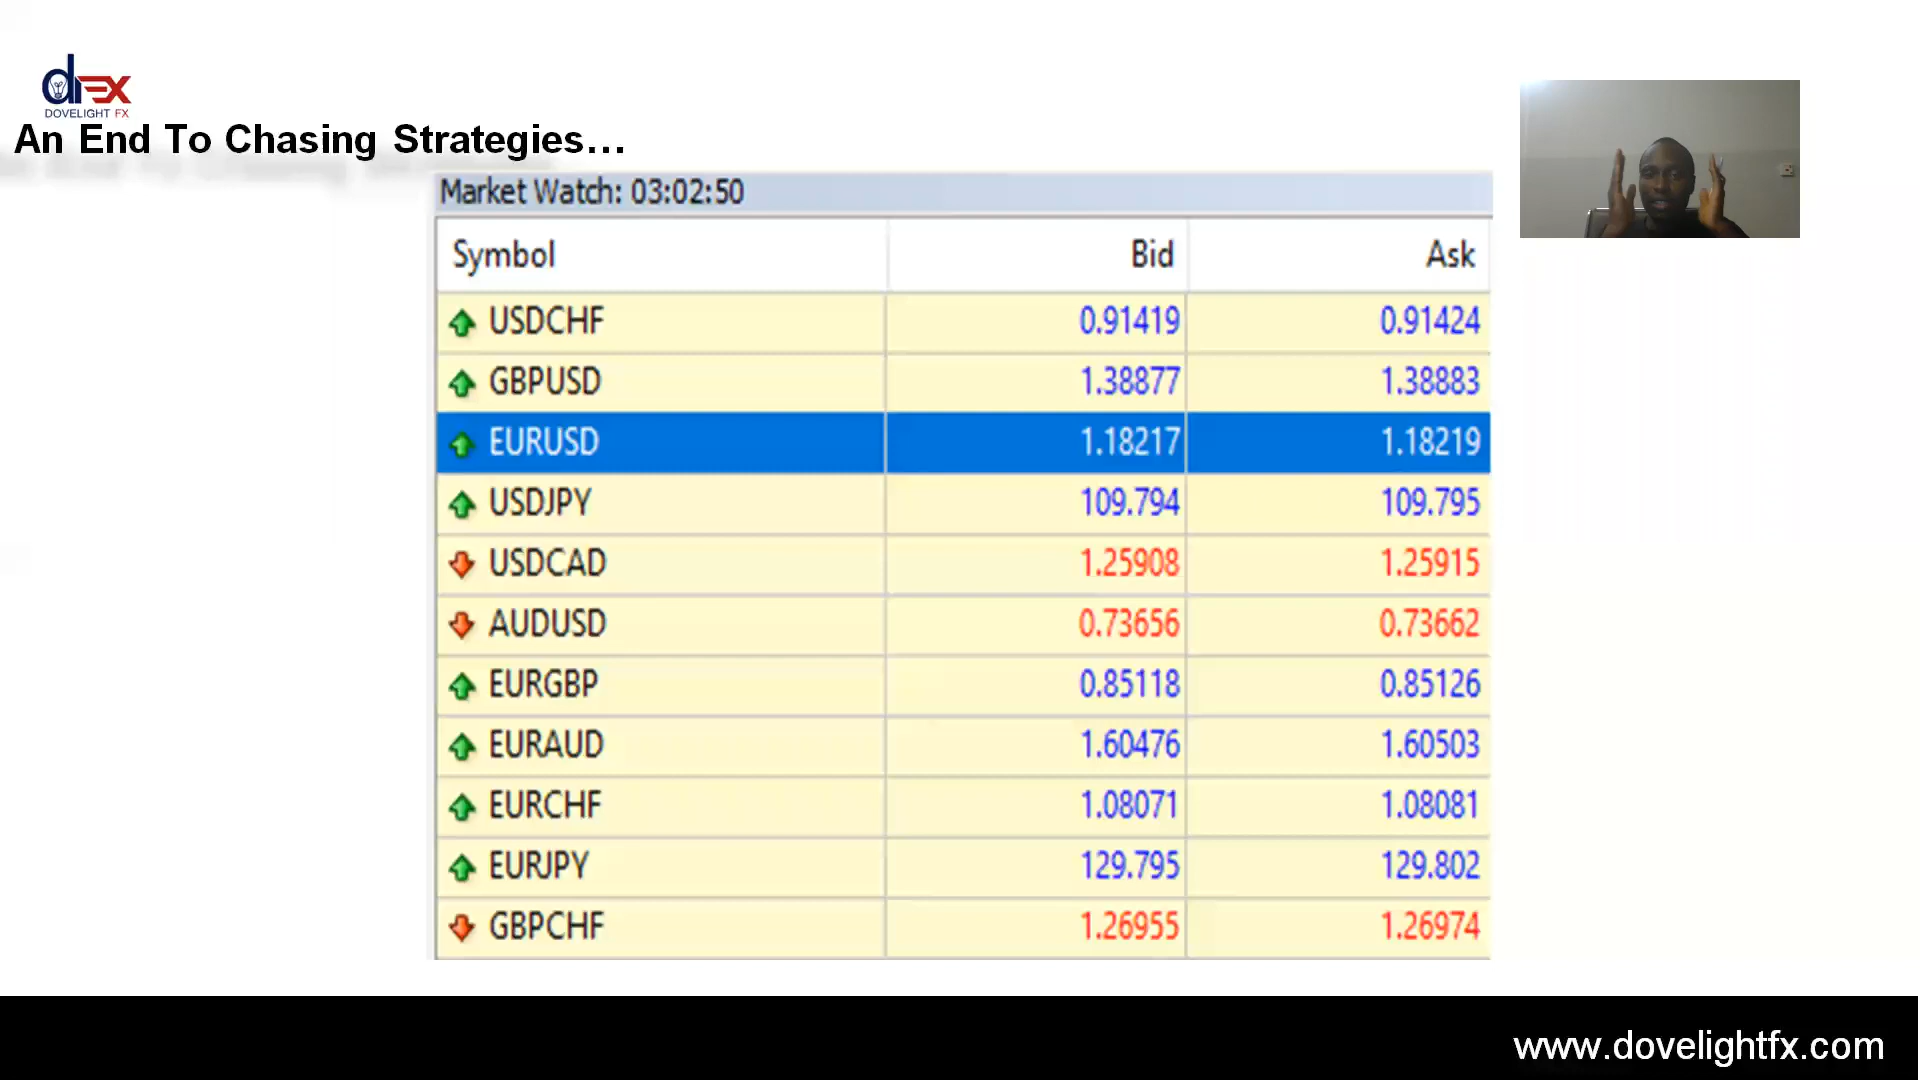 DOVELIGHT FX
An End To Chasing Strategies...
Market Watch: 03:02:50
Symbol Bid Ask
USDCHF 0.91419 0.91424
GBPUSD 1.38877 1.38883
EURUSD 1.18217 1.18219
USDJPY 109.794 109.795
USDCAD 1.25908 1.25915
AUDUSD 0.73656 0.73662
EURGBP 0.85118 0.85126
EURAUD 1.60476 1.60503
EURCHF 1.08071 1.08081
EURJPY 129.795 129.802
GBPCHF 1.26955 1.26974
www.dovelightfx.com